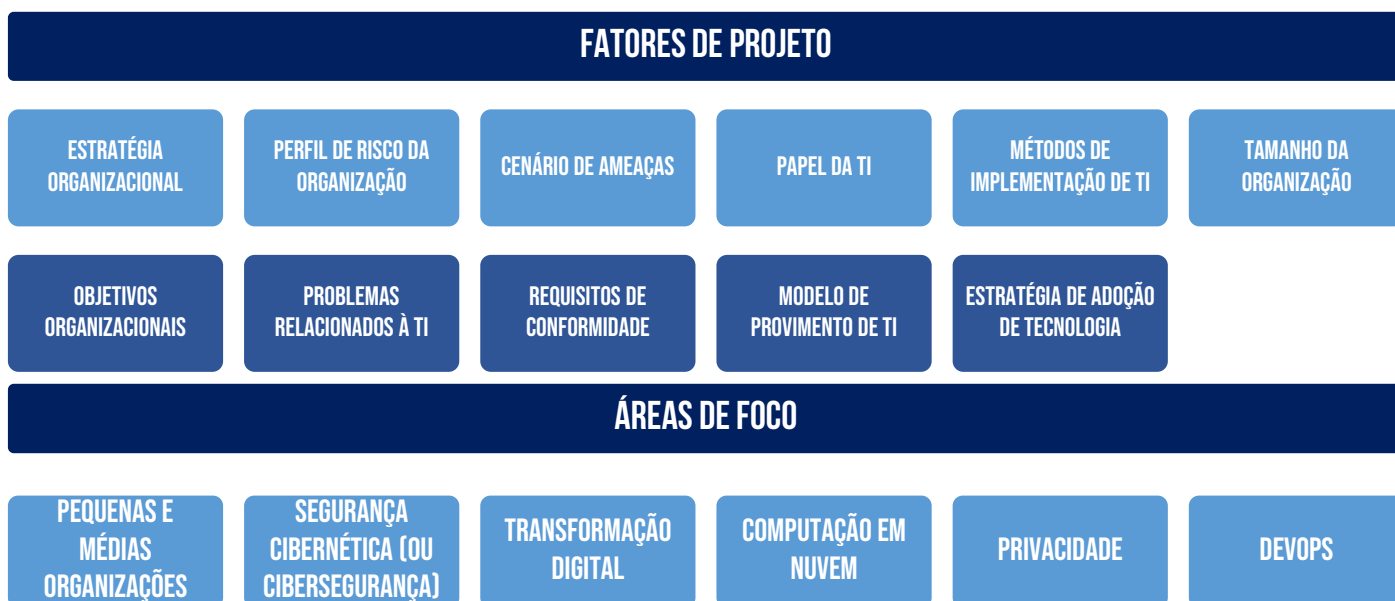 FATORES DE PROJETO
ESTRATÉGIA
ORGANIZACIONAL
PERFIL DE RISCO DA
ORGANIZAÇÃO
CENÁRIO DE AMEAÇAS
PAPEL DA TI
MÉTODOS DE
IMPLEMENTAÇÃO DE TI
TAMANHO DA
ORGANIZAÇÃO
OBJETIVOS
ORGANIZACIONAIS
PROBLEMAS
RELACIONADOS À TI
REQUISITOS DE
CONFORMIDADE
MODELO DE
PROVIMENTO DE TI
ESTRATÉGIA DE ADOÇÃO
DE TECNOLOGIA
ÁREAS DE FOCO
PEQUENAS E
MÉDIAS
ORGANIZAÇÕES
SEGURANÇA
CIBERNÉTICA (OU
CIBERSEGURANÇA)
TRANSFORMAÇÃO
DIGITAL
COMPUTAÇÃO EM
NUVEM
PRIVACIDADE
DEVOPS